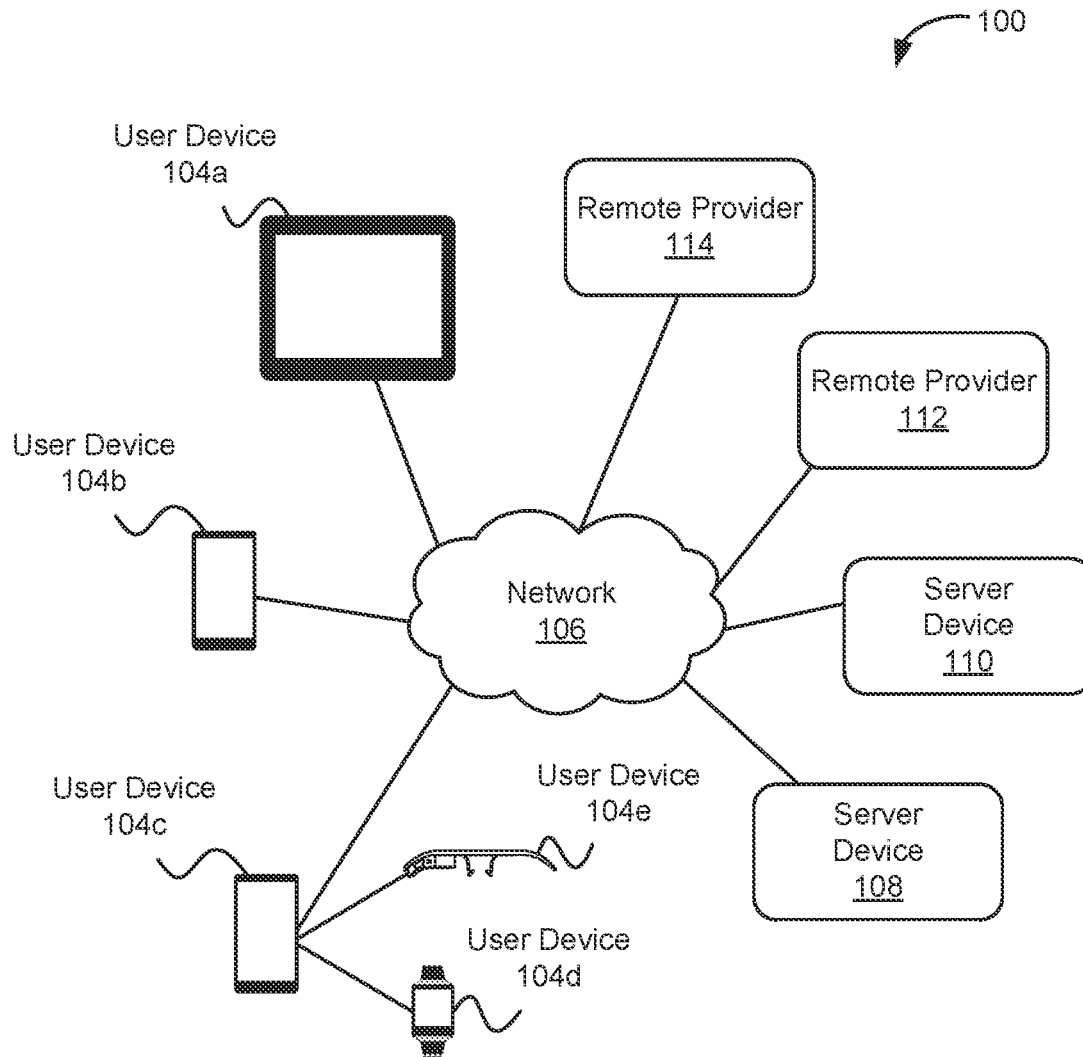 100
User Device
104a
Remote Provider
114
Remote Provider
112
User Device
104b
Network
106
Server
Device
110
User Device
104c
User Device
104e
Server
Device
108
User Device
104d